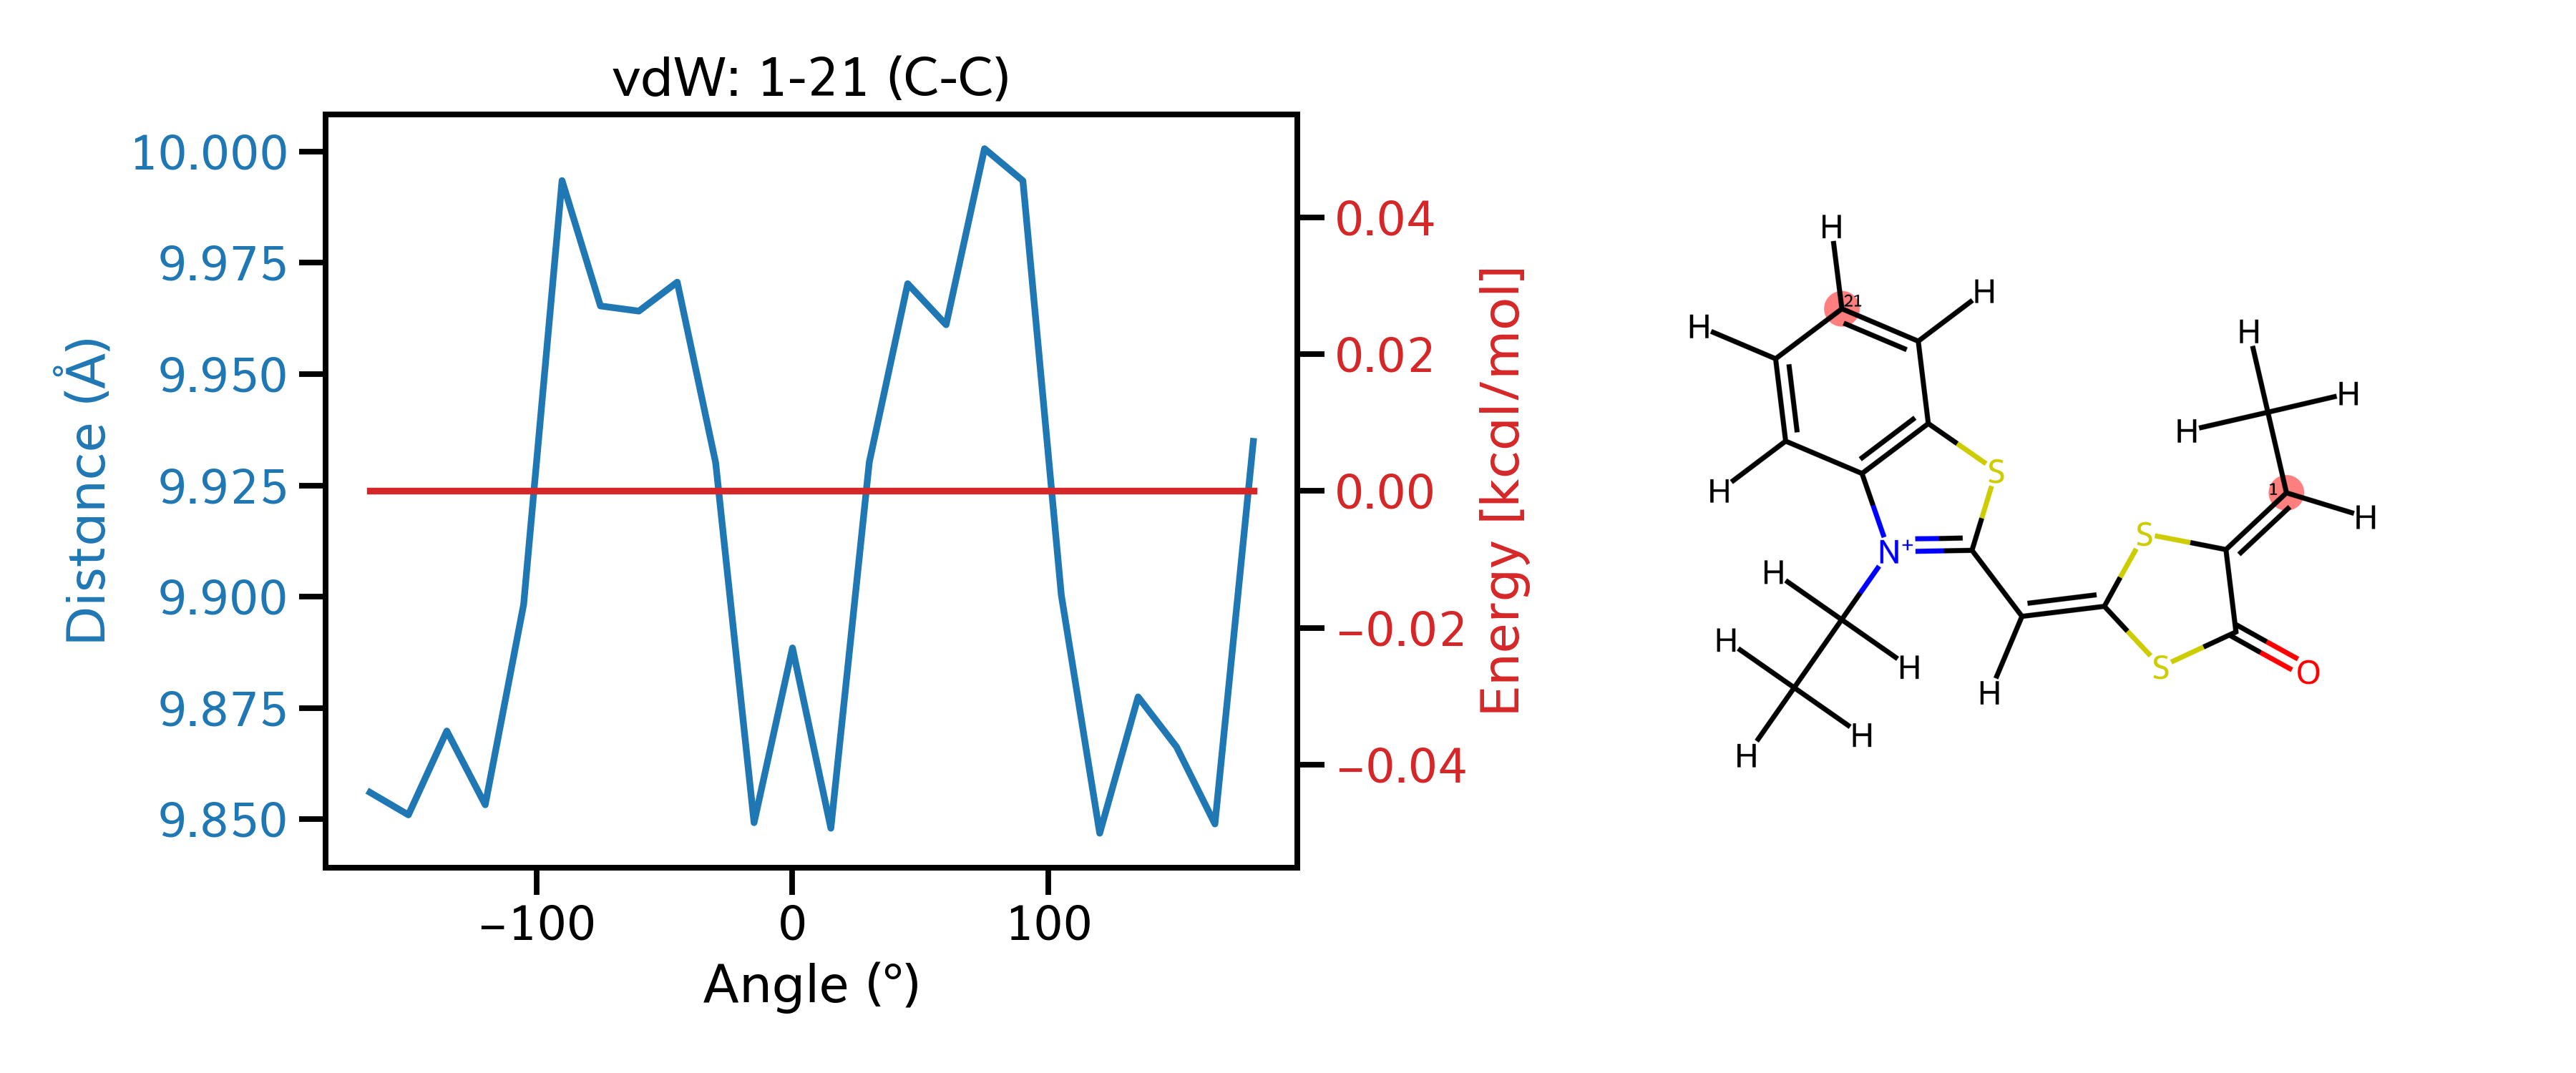 vdW: 1-21 (C-C)
10.000
9.975
9.950
9.925
9.900
9.875
9.850
Distance (Å)
0.04
0.02
0.00
−0.02
−0.04
Energy [kcal/mol]
−100 0 100
Angle (°)
H
H
21
H
H
H
H
H
S
1
H
H
S
N+
H
H
H
S
O
H
H
H
H